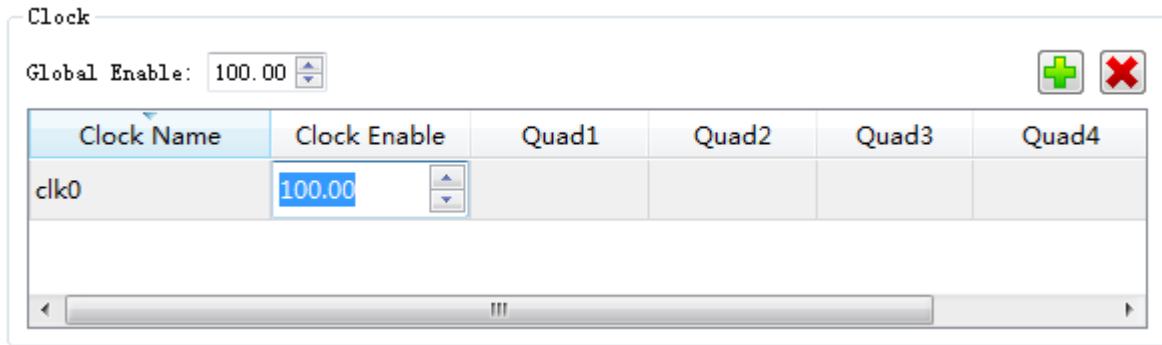 Clock
Global Enable: 100.00
Clock Name Clock Enable Quad1 Quad2 Quad3 Quad4
clk0 100.00